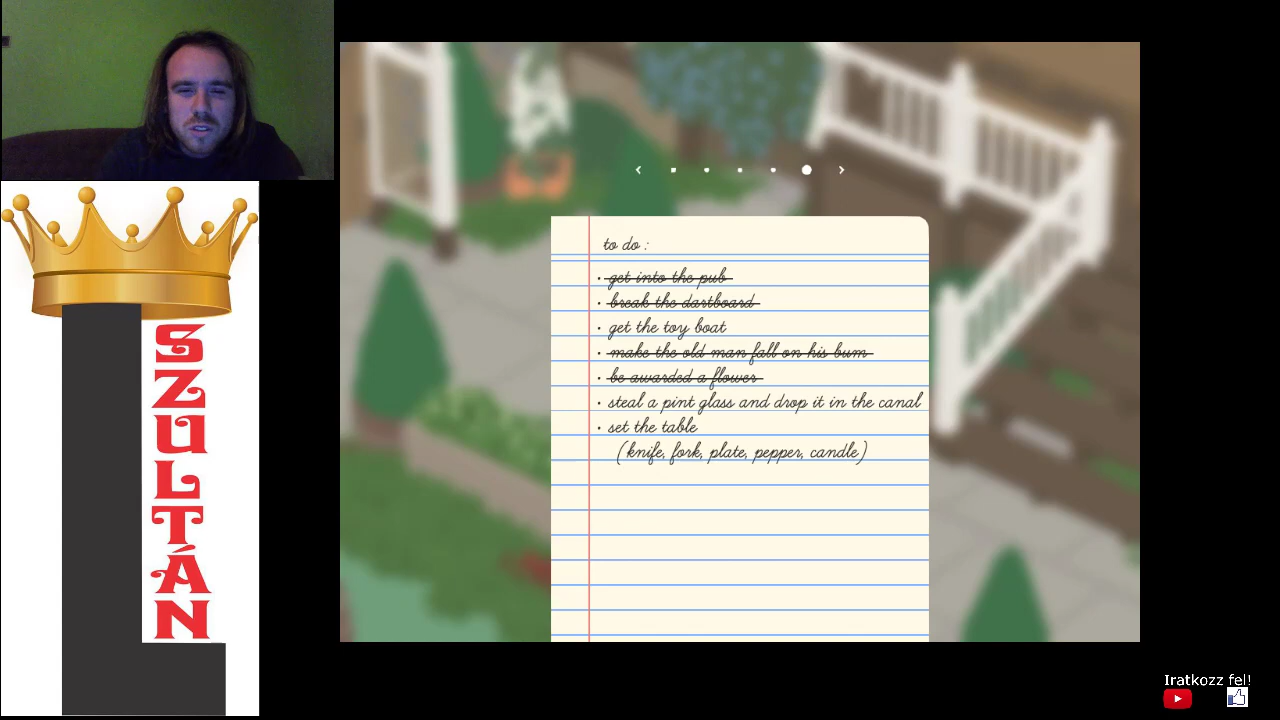 SZULTÁN
to do :
· get into the pub
· break the dartboard
· get the toy boat
· make the old man fall on his bum
· be awarded a flower
· steal a pint glass and drop it in the canal
· set the table
(knife, fork, plate, pepper, candle)
Iratkozz fel!